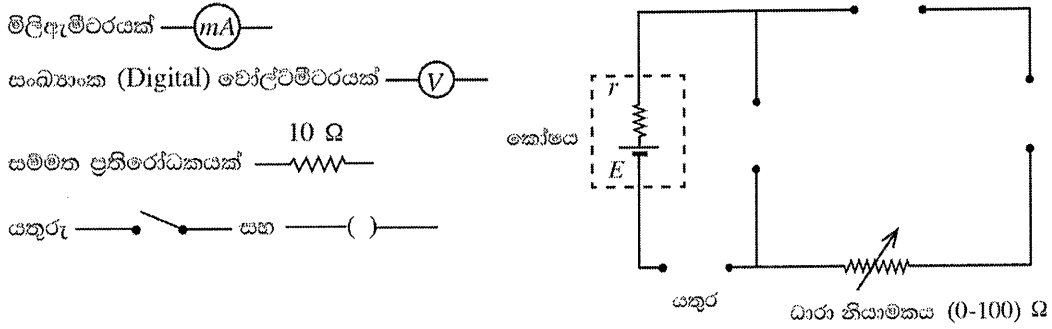 මිලිඇමීටරයක් mA
සංඛ්‍යාංක (Digital) වෝල්ට්මීටරයක් V
10 Ω
සම්මත ප්‍රතිරෝධකයක්
යතුරු සහ ( )
r
කෝෂය
E
යතුර
ධාරා නියාමකය (0-100) Ω